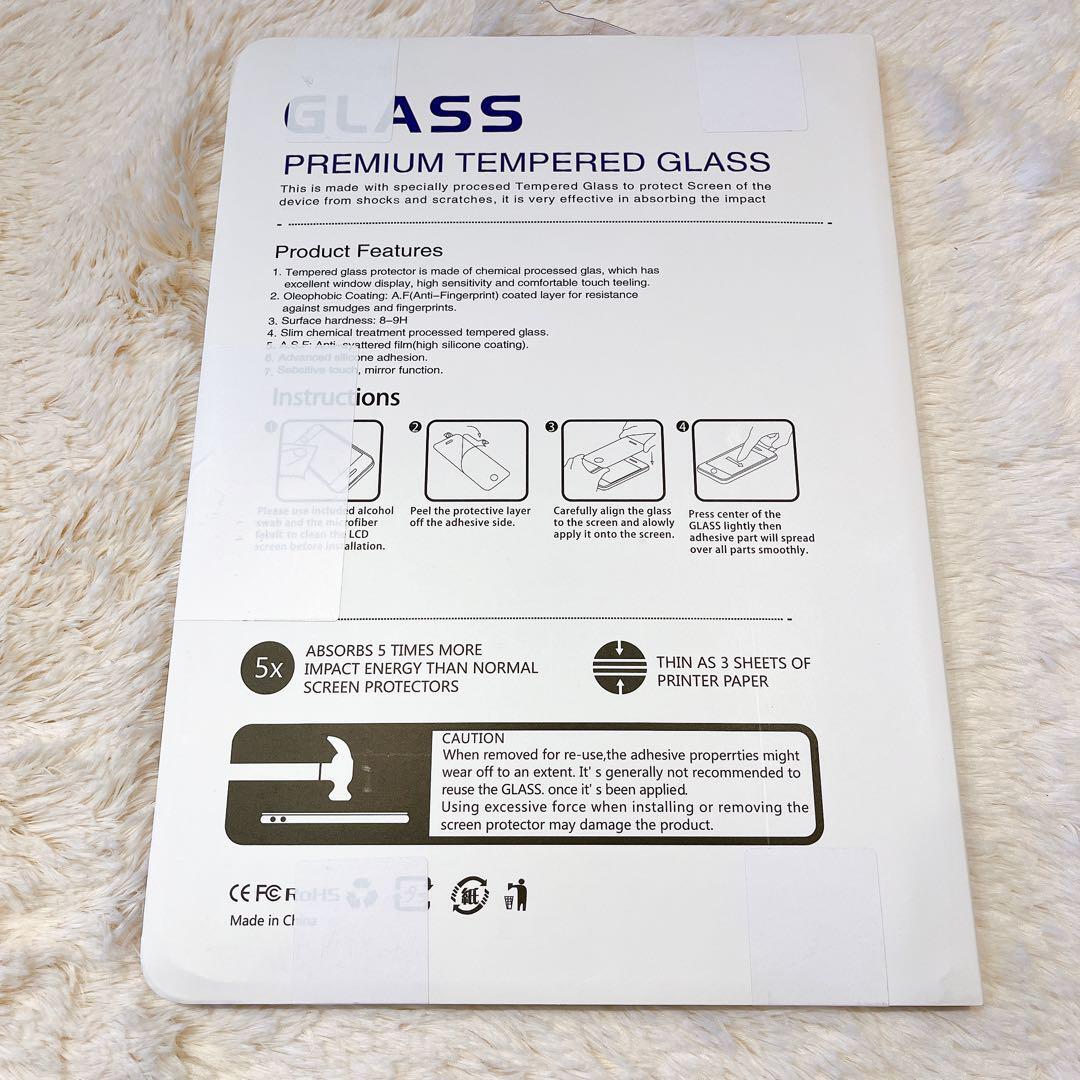 GLASS
PREMIUM TEMPERED GLASS
This is made with specially procesed Tempered Glass to protect Screen of the
device from shocks and scratches, it is very effective in absorbing the impact
Product Features
1. Tempered glass protector is made of chemical processed glas, which has
excellent window display, high sensitivity and comfortable touch teeling.
2. Oleophobic Coating: A.F(Anti-Fingerprint) coated layer for resistance
against smudges and fingerprints.
3. Surface hardness: 8-9H
4. Slim chemical treatment processed tempered glass.
5. A.S.F: Anti-svattered film(high silicone coating).
6. Advanced silicone adhesion.
7. Sebsitive touch, mirror function.
Instructions
1
2
3
4
Please use included alcohol
swab and the microfiber
fabric to clean the LCD
screen before installation.
Peel the protective layer
off the adhesive side.
Carefully align the glass
to the screen and alowly
apply it onto the screen.
Press center of the
GLASS lightly then
adhesive part will spread
over all parts smoothly.
5x
ABSORBS 5 TIMES MORE
IMPACT ENERGY THAN NORMAL
SCREEN PROTECTORS
THIN AS 3 SHEETS OF
PRINTER PAPER
CAUTION
When removed for re-use,the adhesive properrties might
wear off to an extent. It's generally not recommended to
reuse the GLASS. once it's been applied.
Using excessive force when installing or removing the
screen protector may damage the product.
CE FC RoHS
紙
Made in China